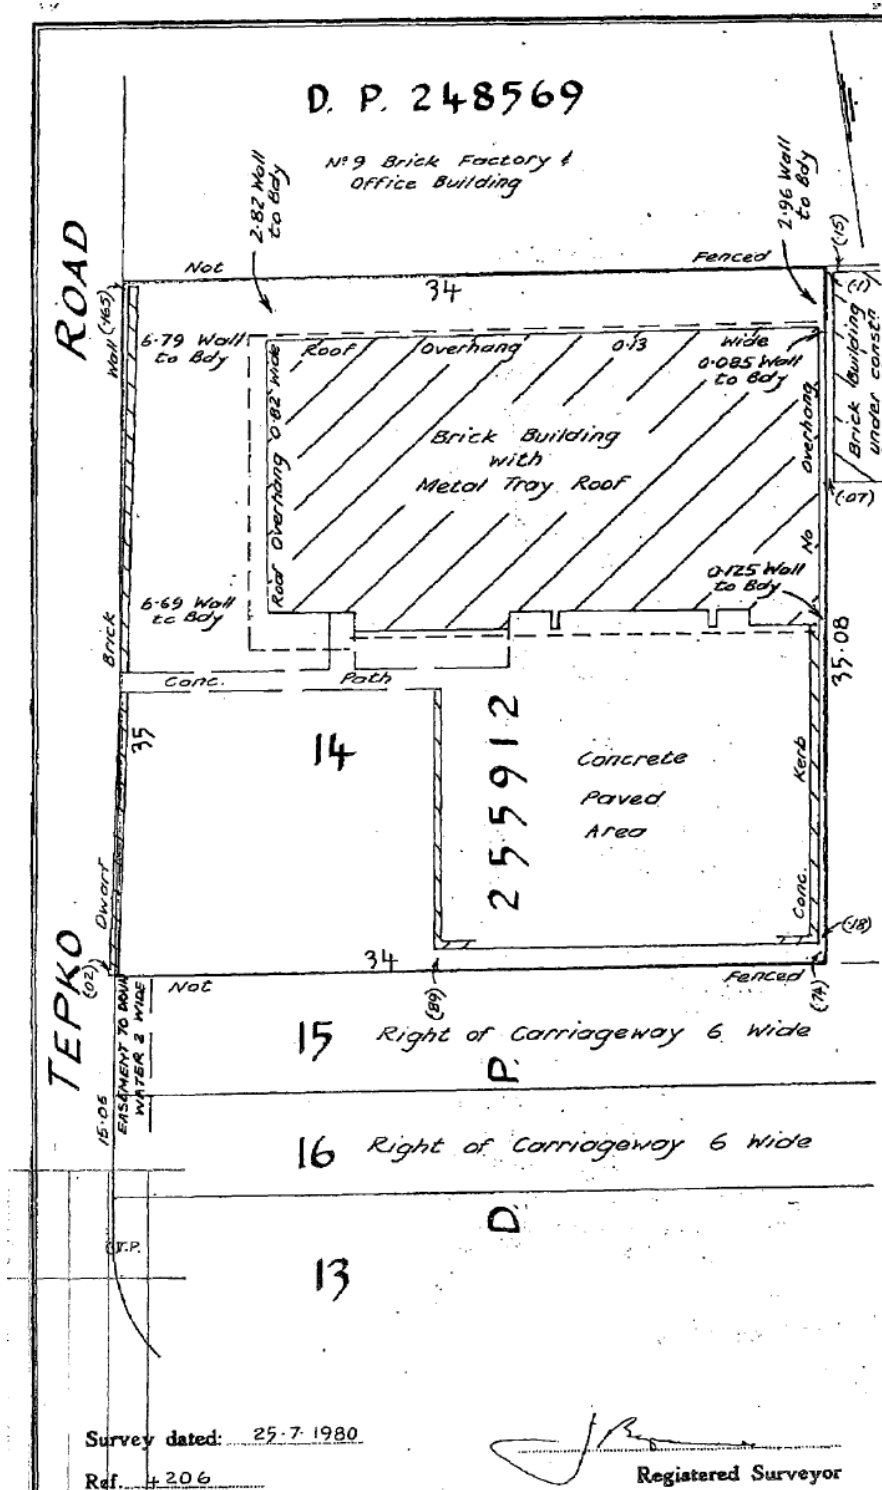 D. P. 248569
Nº 9 Brick Factory &
Office Building
2.82 Wall
to Bdy
2.96 Wall
to Bdy
ROAD
Not
Fenced
(.15)
34
(.165)
(.1)
Wall
6.79 Wall
to Bdy
Roof Overhang 0.13 Wide
0.085 Wall
to Bdy
Brick Building
under constⁿ
Roof Overhang 0.82 Wide
Brick Building
with
Metal Tray Roof
No Overhang
(.07)
0.125 Wall
to Bdy
6.69 Wall
to Bdy
Brick
35.08
Conc. Path
35
14
255912
Concrete
Paved
Area
Conc. Kerb
Dwarf
(.18)
TEPKO
(.02)
34
Not
Fenced
(.89)
(.74)
EASEMENT TO DRAIN
WATER 2 WIDE
15 Right of Carriageway 6 Wide
P.
15.06
16 Right of Carriageway 6 Wide
D.
13
Survey dated: 25.7.1980
Ref. 4206
Registered Surveyor